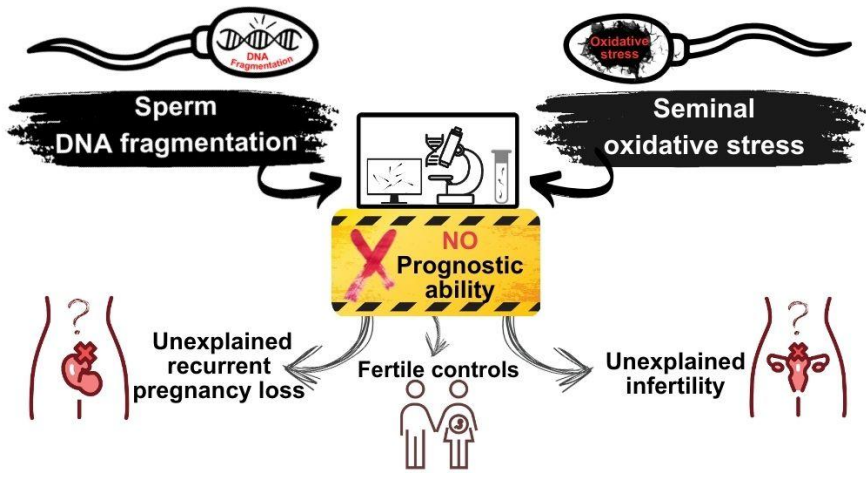 DNA
Fragmentation
Oxidative
stress
Sperm
DNA fragmentation
Seminal
oxidative stress
NO
Prognostic
ability
Unexplained
recurrent
pregnancy loss
Fertile controls
Unexplained
infertility
?
?
X